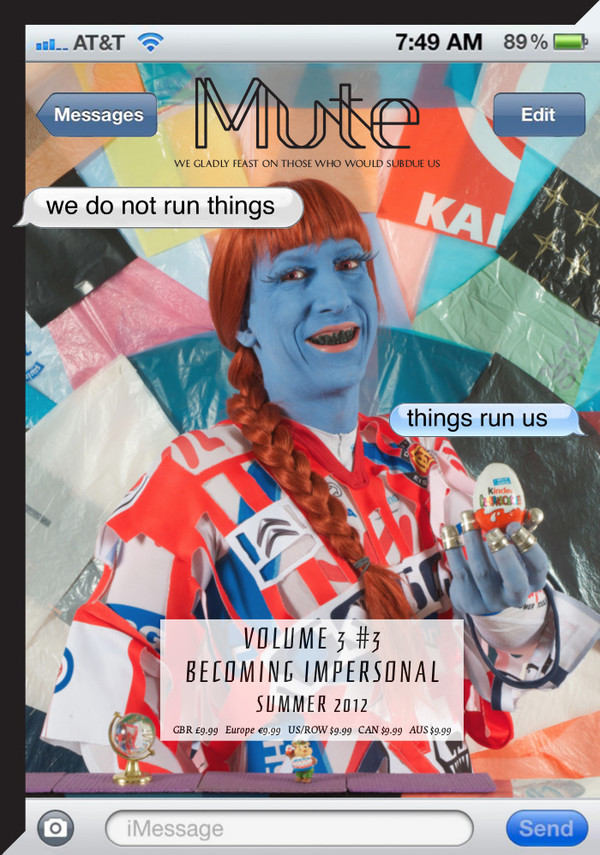 AT&T 7:49 AM 89%
Messages Mute Edit
WE GLADLY FEAST ON THOSE WHO WOULD SUBDUE US
we do not run things
KAI
things run us
Kinder
VOLUME 3 #3
BECOMING IMPERSONAL
SUMMER 2012
GBR £9.99 Europe €9.99 US/ROW $9.99 CAN $9.99 AUS $9.99
iMessage Send